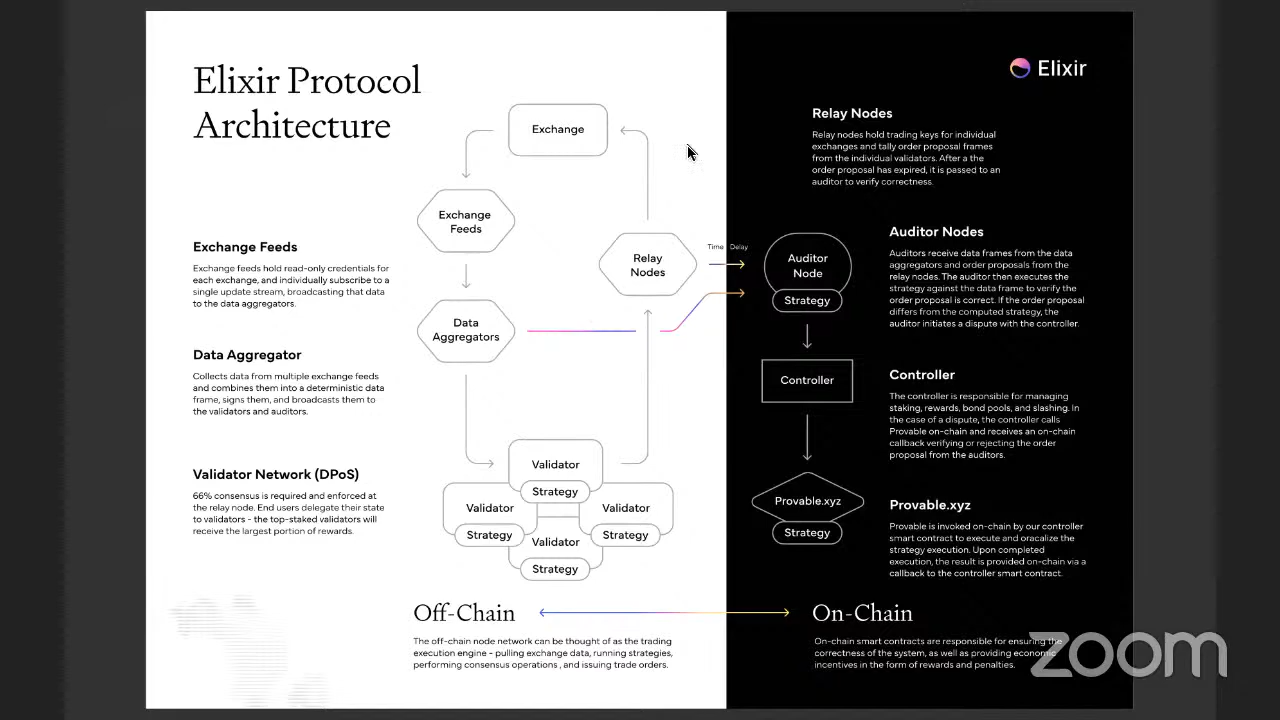 Elixir Protocol
Architecture
Exchange Feeds
Exchange feeds hold read-only credentials for
each exchange, and individually subscribe to a
single update stream, broadcasting that data
to the data aggregators.
Data Aggregator
Collects data from multiple exchange feeds
and combines them into a deterministic data
frame, signs them, and broadcasts them to
the validators and auditors.
Validator Network (DPoS)
66% consensus is required and enforced at
the relay node. End users delegate their state
to validators - the top-staked validators will
receive the largest portion of rewards.
Exchange
Exchange
Feeds
Relay
Nodes
Data
Aggregators
Validator
Strategy
Validator
Strategy
Validator
Strategy
Validator
Strategy
Off-Chain
The off-chain node network can be thought of as the trading
execution engine - pulling exchange data, running strategies,
performing consensus operations , and issuing trade orders.
Time Delay
Elixir
Relay Nodes
Relay nodes hold trading keys for individual
exchanges and tally order proposal frames
from the individual validators. After a the
order proposal has expired, it is passed to an
auditor to verify correctness.
Auditor
Node
Strategy
Auditor Nodes
Auditors receive data frames from the data
aggregators and order proposals from the
relay nodes. The auditor then executes the
strategy against the data frame to verify the
order proposal is correct. If the order proposal
differs from the computed strategy, the
auditor initiates a dispute with the controller.
Controller
Controller
The controller is responsible for managing
staking, rewards, bond pools, and slashing. In
the case of a dispute, the controller calls
Provable on-chain and receives an on-chain
callback verifying or rejecting the order
proposal from the auditors.
Provable.xyz
Strategy
Provable.xyz
Provable is invoked on-chain by our controller
smart contract to execute and oracalize the
strategy execution. Upon completed
execution, the result is provided on-chain via a
callback to the controller smart contract.
On-Chain
On-chain smart contracts are responsible for ensuring the
correctness of the system, as well as providing economic
incentives in the form of rewards and penalties.
zoom